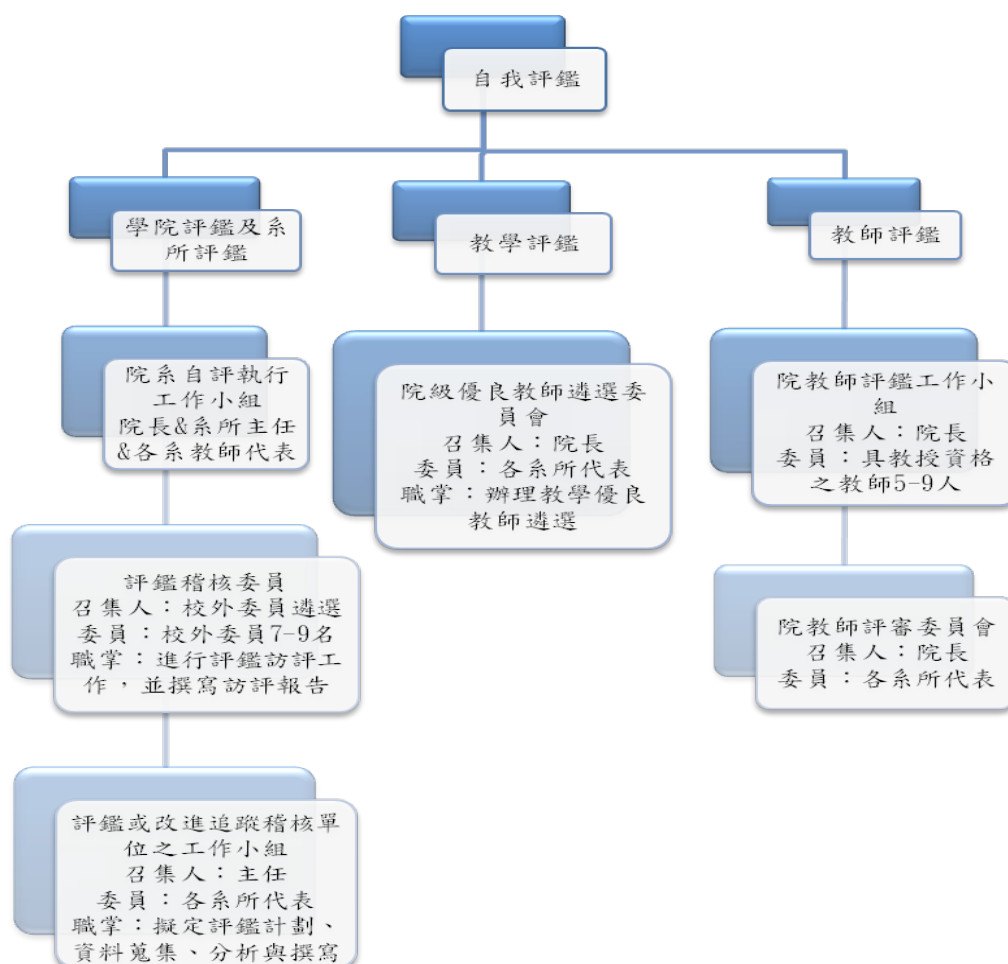 自我評鑑
學院評鑑及系
所評鑑
教學評鑑
教師評鑑
院系自評執行
工作小組
院長&系所主任
&各系教師代表
院級優良教師遴選委
員會
召集人：院長
委員：各系所代表
職掌：辦理教學優良
教師遴選
院教師評鑑工作小
組
召集人：院長
委員：具教授資格
之教師5-9人
評鑑稽核委員
召集人：校外委員遴選
委員：校外委員7-9名
職掌：進行評鑑訪評工
作，並撰寫訪評報告
院教師評審委員會
召集人：院長
委員：各系所代表
評鑑或改進追蹤稽核單
位之工作小組
召集人：主任
委員：各系所代表
職掌：擬定評鑑計劃、
資料蒐集、分析與撰寫